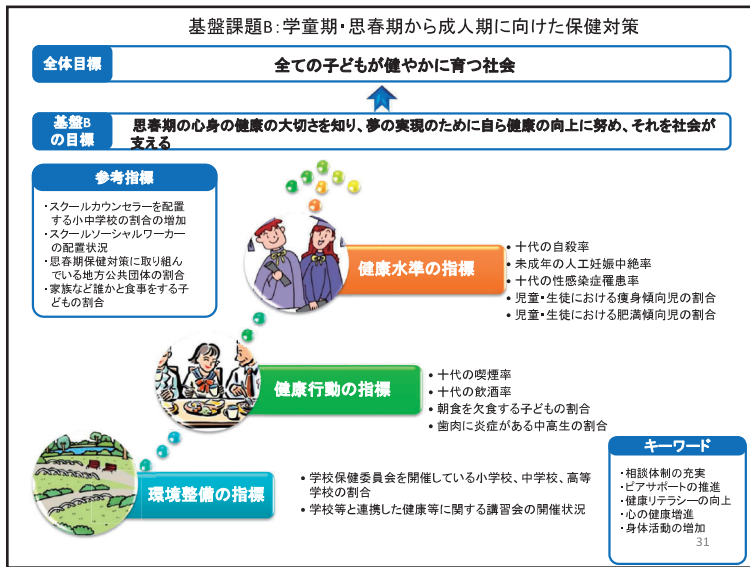 基盤課題B：学童期・思春期から成人期に向けた保健対策
全体目標
全ての子どもが健やかに育つ社会
基盤B
の目標
思春期の心身の健康の大切さを知り、夢の実現のために自ら健康の向上に努め、それを社会が
支える
参考指標
・スクールカウンセラーを配置
する小中学校の割合の増加
・スクールソーシャルワーカー
の配置状況
・思春期保健対策に取り組ん
でいる地方公共団体の割合
・家族など誰かと食事をする子
どもの割合
健康水準の指標
• 十代の自殺率
• 未成年の人工妊娠中絶率
• 十代の性感染症罹患率
• 児童・生徒における痩身傾向児の割合
• 児童・生徒における肥満傾向児の割合
健康行動の指標
• 十代の喫煙率
• 十代の飲酒率
• 朝食を欠食する子どもの割合
• 歯肉に炎症がある中高生の割合
環境整備の指標
• 学校保健委員会を開催している小学校、中学校、高等
学校の割合
• 学校等と連携した健康等に関する講習会の開催状況
キーワード
・相談体制の充実
・ピアサポートの推進
・健康リテラシーの向上
・心の健康増進
・身体活動の増加
31